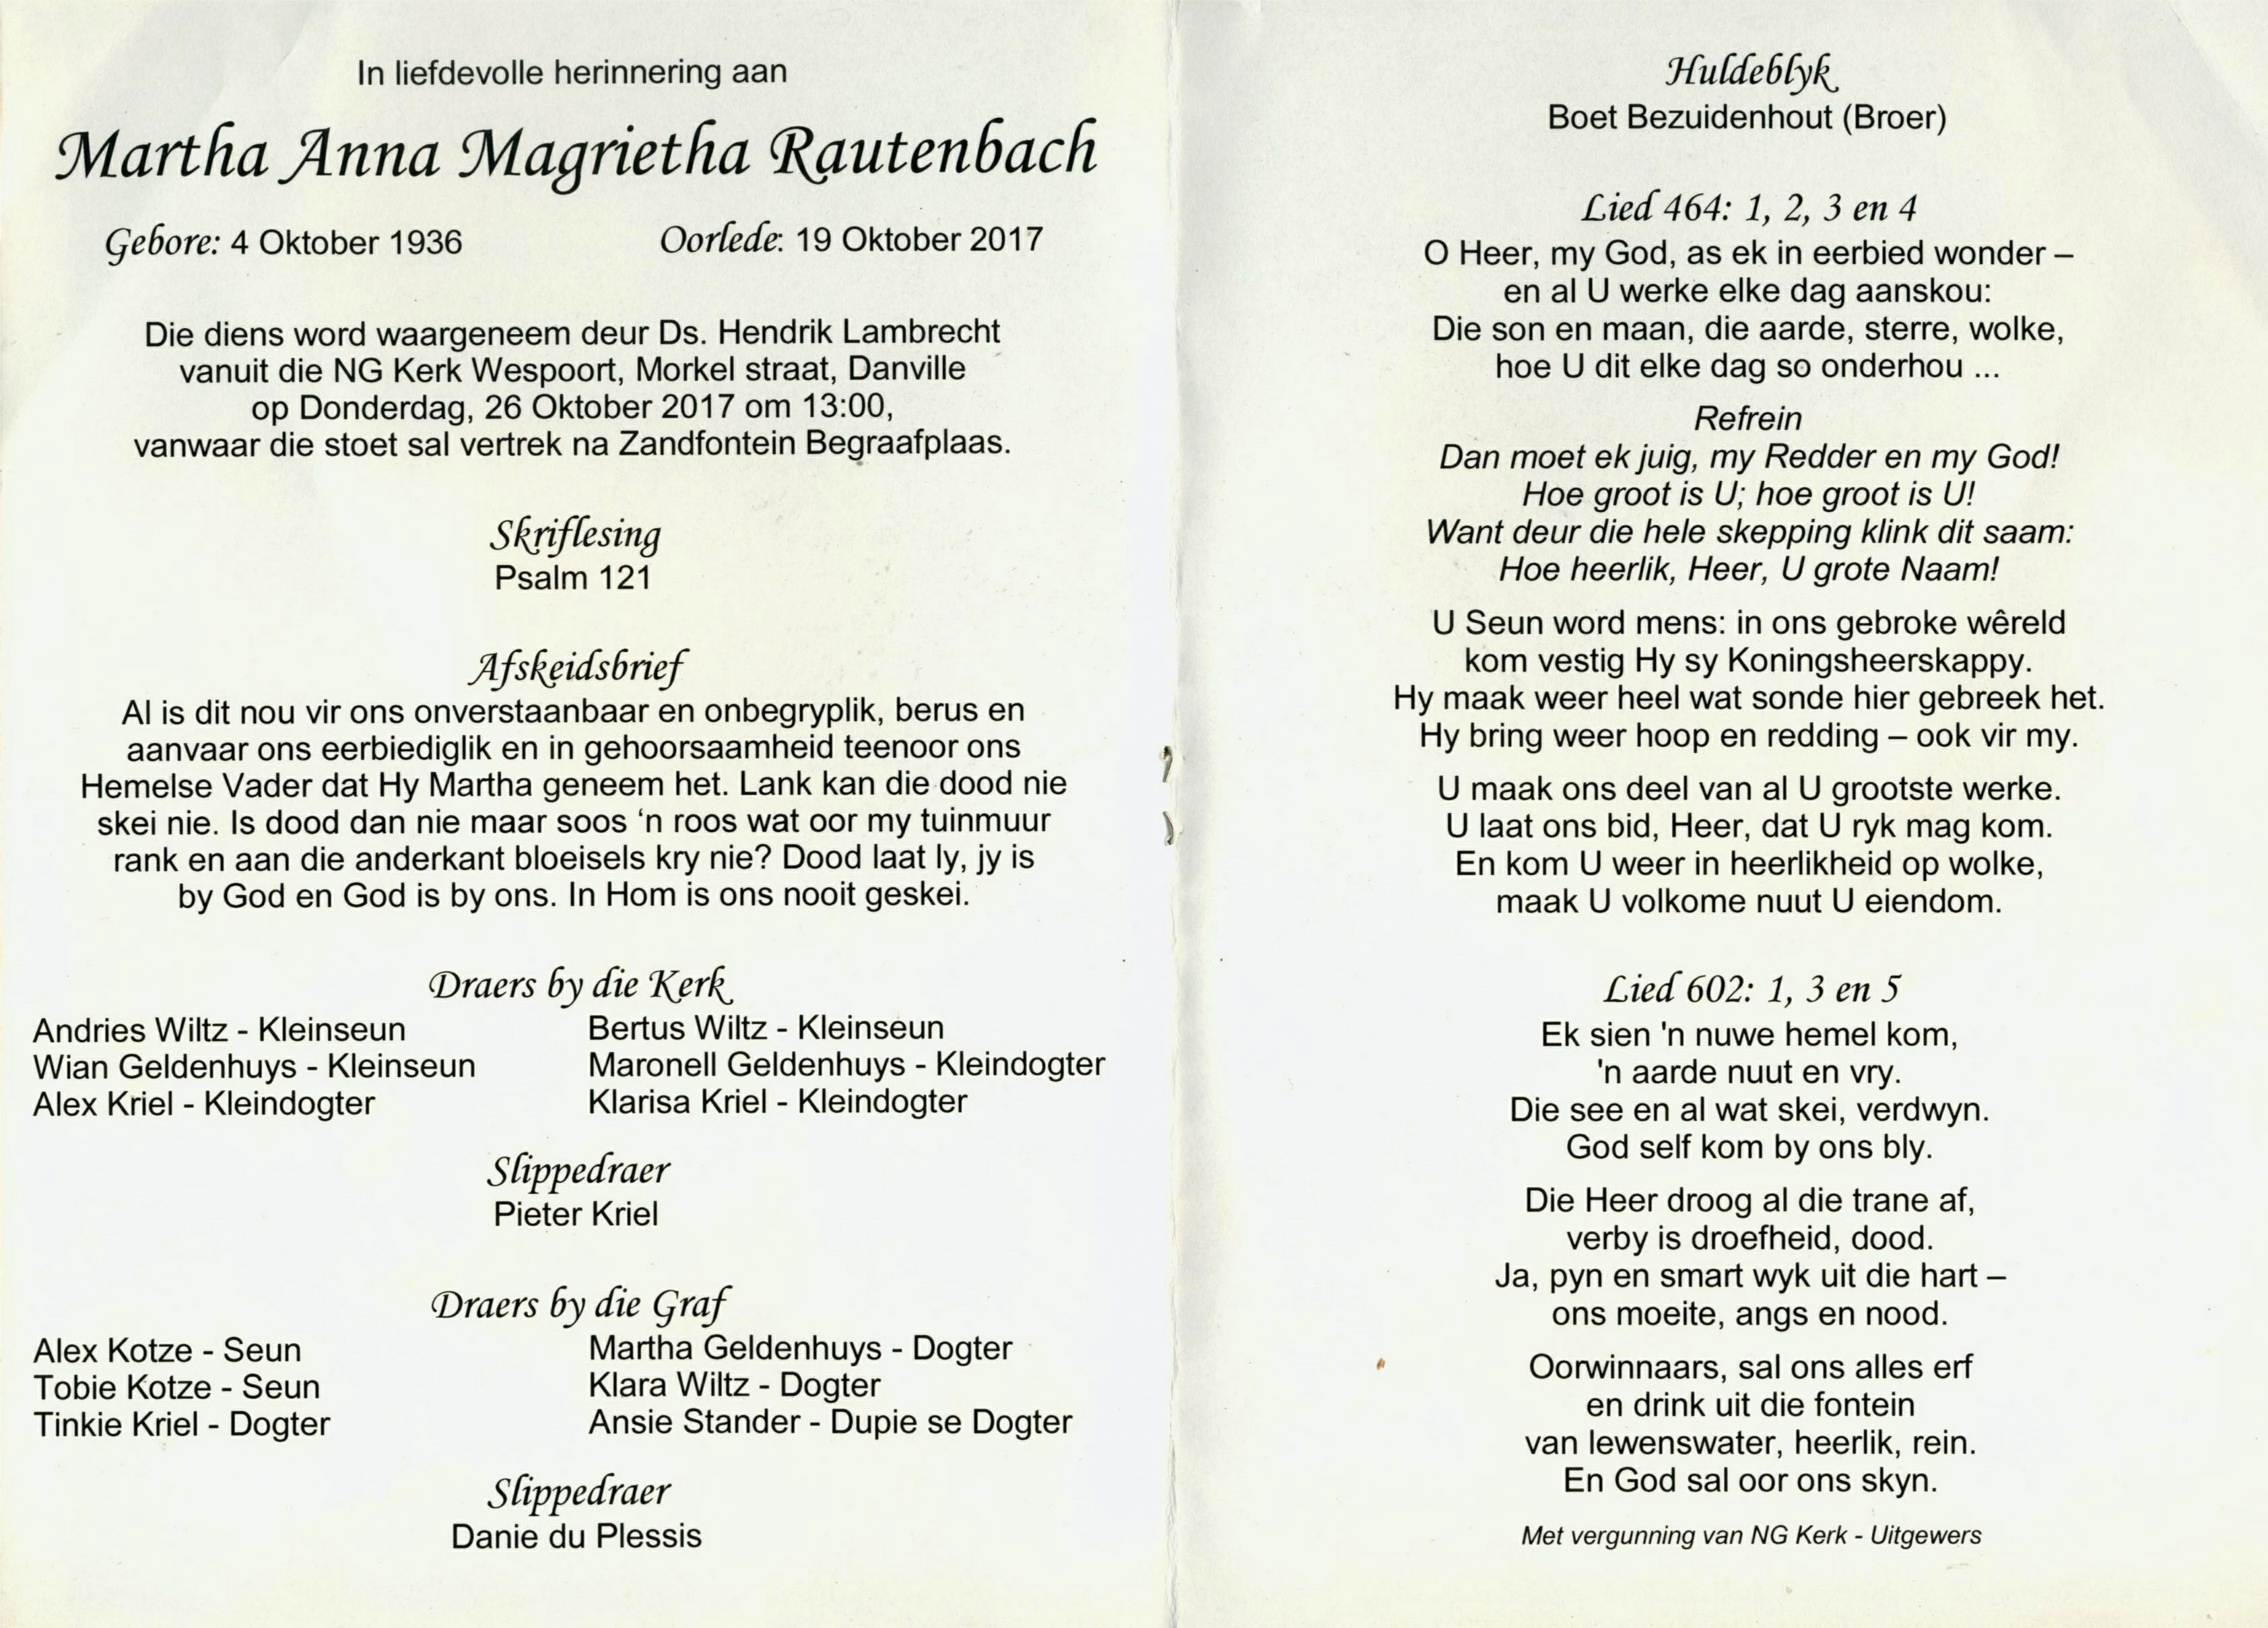 In liefdevolle herinnering aan
Martha Anna Magrietha Rautenbach
Gebore: 4 Oktober 1936 Oorlede: 19 Oktober 2017
Die diens word waargeneem deur Ds. Hendrik Lambrecht
vanuit die NG Kerk Wespoort, Morkel straat, Danville
op Donderdag, 26 Oktober 2017 om 13:00,
vanwaar die stoet sal vertrek na Zandfontein Begraafplaas.
Skriflesing
Psalm 121
Afskeidsbrief
Al is dit nou vir ons onverstaanbaar en onbegryplik, berus en
aanvaar ons eerbiediglik en in gehoorsaamheid teenoor ons
Hemelse Vader dat Hy Martha geneem het. Lank kan die dood nie
skei nie. Is dood dan nie maar soos ‘n roos wat oor my tuinmuur
rank en aan die anderkant bloeisels kry nie? Dood laat ly, jy is
by God en God is by ons. In Hom is ons nooit geskei.
Draers by die Kerk
Andries Wiltz - Kleinseun Bertus Wiltz - Kleinseun
Wian Geldenhuys - Kleinseun Maronell Geldenhuys - Kleindogter
Alex Kriel - Kleindogter Klarisa Kriel - Kleindogter
Slippedraer
Pieter Kriel
Draers by die Graf
Alex Kotze - Seun Martha Geldenhuys - Dogter
Tobie Kotze - Seun Klara Wiltz - Dogter
Tinkie Kriel - Dogter Ansie Stander - Dupie se Dogter
Slippedraer
Danie du Plessis
Huldeblyk
Boet Bezuidenhout (Broer)
Lied 464: 1, 2, 3 en 4
O Heer, my God, as ek in eerbied wonder –
en al U werke elke dag aanskou:
Die son en maan, die aarde, sterre, wolke,
hoe U dit elke dag so onderhou ...
Refrein
Dan moet ek juig, my Redder en my God!
Hoe groot is U; hoe groot is U!
Want deur die hele skepping klink dit saam:
Hoe heerlik, Heer, U grote Naam!
U Seun word mens: in ons gebroke wêreld
kom vestig Hy sy Koningsheerskappy.
Hy maak weer heel wat sonde hier gebreek het.
Hy bring weer hoop en redding – ook vir my.
U maak ons deel van al U grootste werke.
U laat ons bid, Heer, dat U ryk mag kom.
En kom U weer in heerlikheid op wolke,
maak U volkome nuut U eiendom.
Lied 602: 1, 3 en 5
Ek sien 'n nuwe hemel kom,
'n aarde nuut en vry.
Die see en al wat skei, verdwyn.
God self kom by ons bly.
Die Heer droog al die trane af,
verby is droefheid, dood.
Ja, pyn en smart wyk uit die hart –
ons moeite, angs en nood.
Oorwinnaars, sal ons alles erf
en drink uit die fontein
van lewenswater, heerlik, rein.
En God sal oor ons skyn.
Met vergunning van NG Kerk - Uitgewers